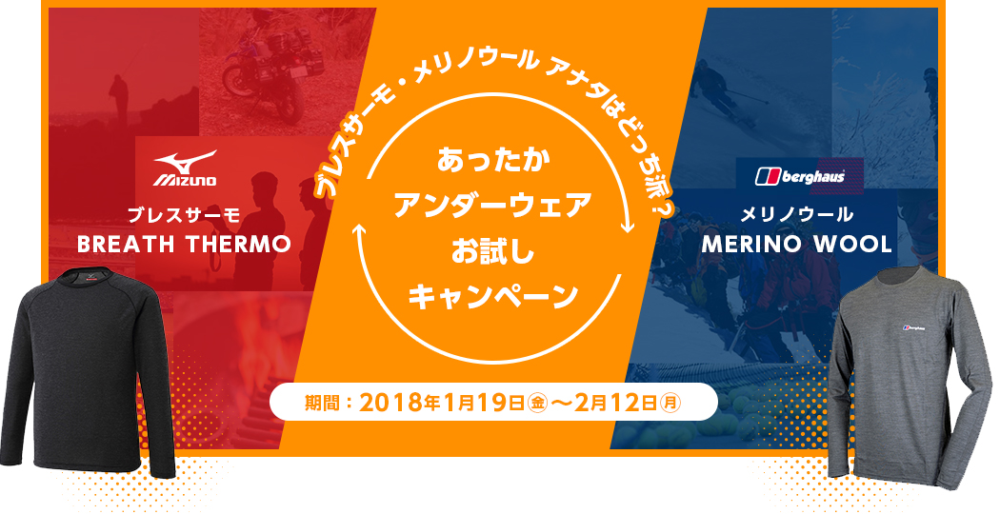 ブレスサーモ・メリノウール アナタはどっち派？
あったか
アンダーウェア
お試し
キャンペーン
MIZUNO
ブレスサーモ
BREATH THERMO
berghaus
メリノウール
MERINO WOOL
berghaus
期間：2018年1月19日㊎〜2月12日㊊